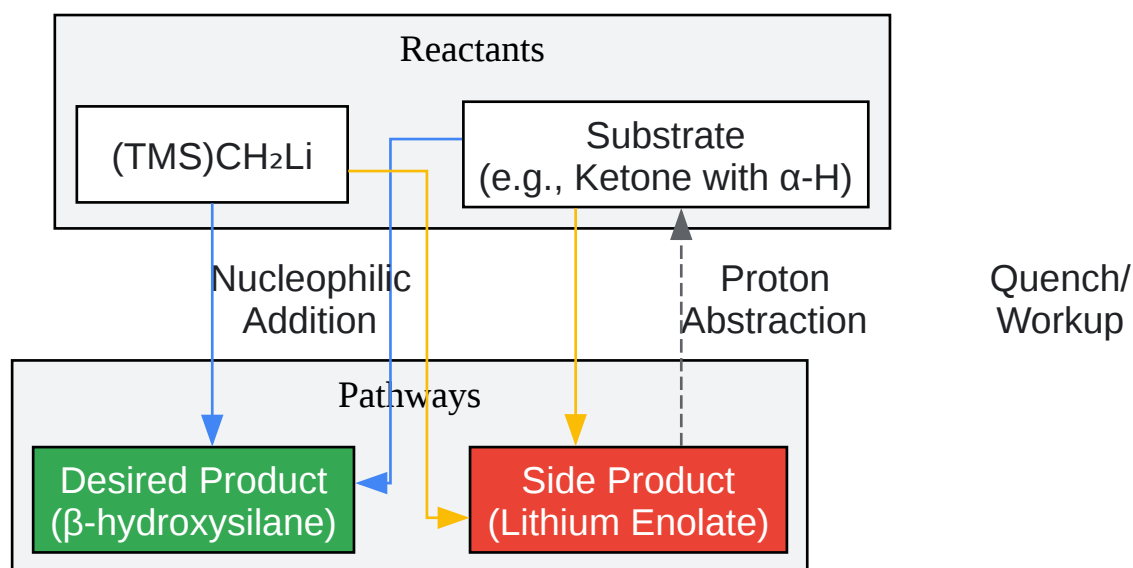 Reactants
(TMS)CH₂Li
Substrate
(e.g., Ketone with α-H)
Nucleophilic
Addition
Proton
Abstraction
Quench/
Workup
Pathways
Desired Product
(β-hydroxysilane)
Side Product
(Lithium Enolate)